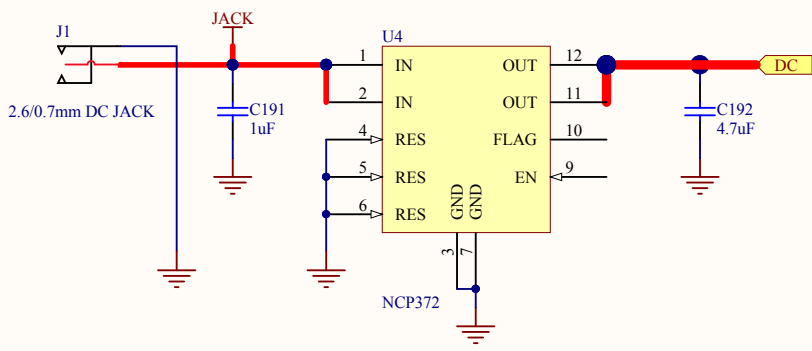 JACK
J1
2.6/0.7mm DC JACK
C191
1uF
U4
1 IN
2 IN
4 RES
5 RES
6 RES
OUT 12
OUT 11
FLAG 10
EN 9
GND 3
GND 7
NCP372
DC
C192
4.7uF